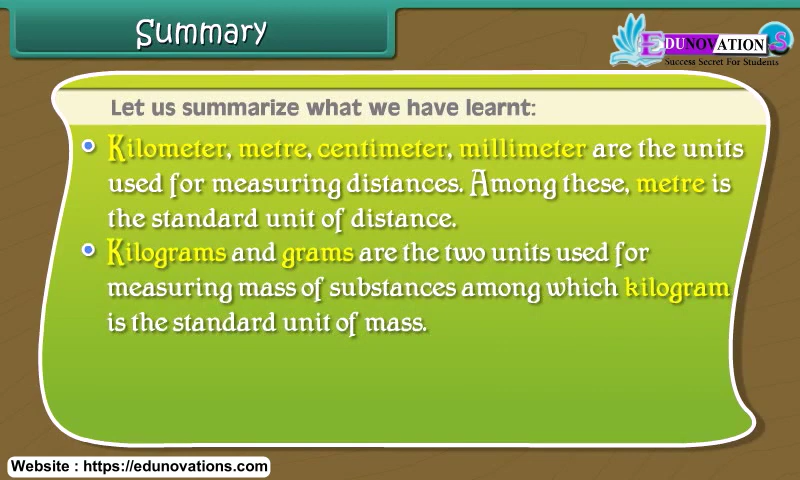 Summary
EDUNOVATIONS
Success Secret For Students
Let us summarize what we have learnt:
Kilometer, metre, centimeter, millimeter are the units
used for measuring distances. Among these, metre is
the standard unit of distance.
Kilograms and grams are the two units used for
measuring mass of substances among which kilogram
is the standard unit of mass.
Website : https://edunovations.com